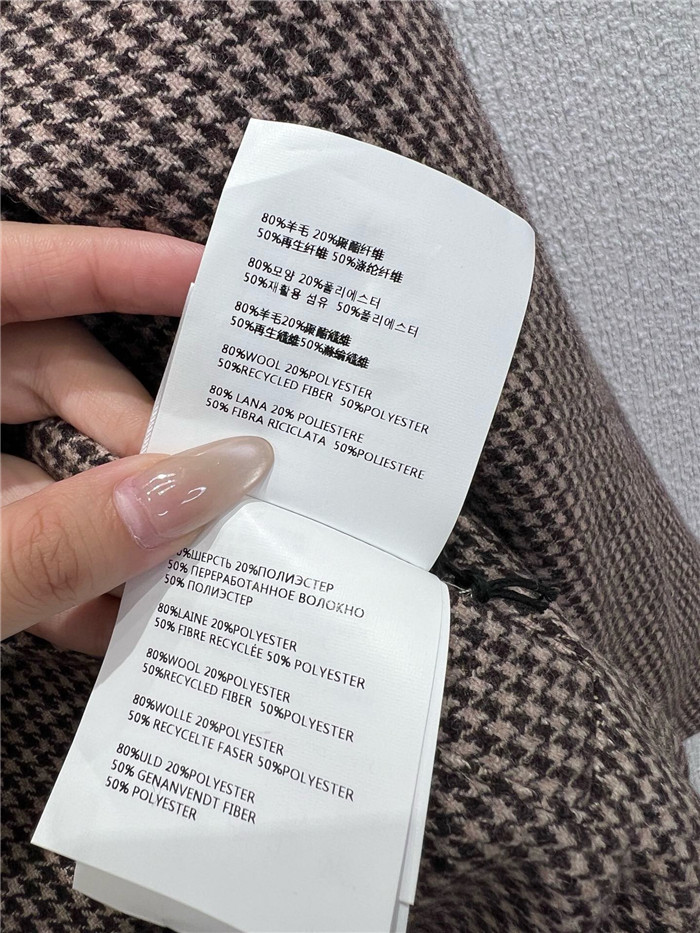 80%羊毛 20%聚酯纤维
50%再生纤维 50%涤纶纤维
80%모양 20%폴리에스터
50%재활용 섬유 50%폴리에스터
80%羊毛20%聚酯纖維
50%再生纖維50%滌綸纖維
80%WOOL 20%POLYESTER
50%RECYCLED FIBER 50%POLYESTER
80% LANA 20% POLIESTERE
50% FIBRA RICICLATA 50%POLIESTERE
%ШЕРСТЬ 20%ПОЛИЭСТЕР
50% ПЕРЕРАБОТАННОЕ ВОЛОКНО
50% ПОЛИЭСТЕР
80%LAINE 20%POLYESTER
50% FIBRE RECYCLÉE 50% POLYESTER
80%WOOL 20%POLYESTER
50%RECYCLED FIBER 50%POLYESTER
80%WOLLE 20%POLYESTER
50% RECYCELTE FASER 50%POLYESTER
80%ULD 20%POLYESTER
50% GENANVENDT FIBER
50% POLYESTER